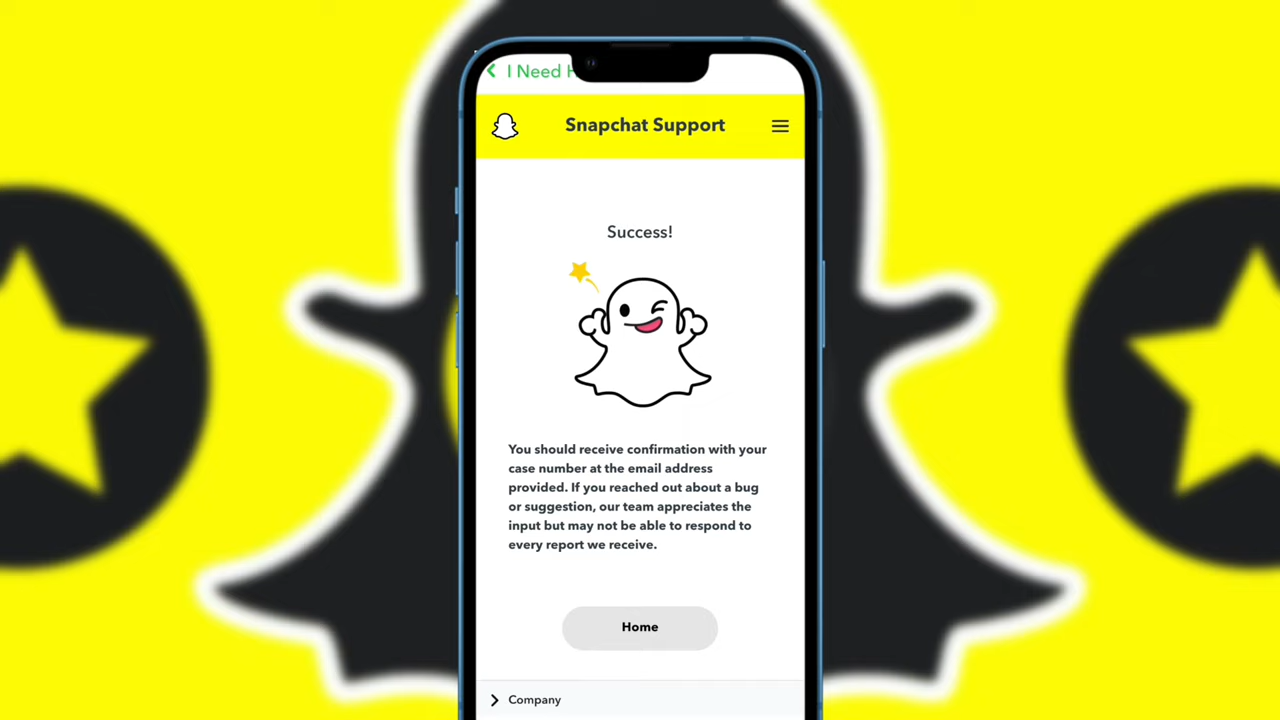 I Need
Snapchat Support
Success!
You should receive confirmation with your
case number at the email address
provided. If you reached out about a bug
or suggestion, our team appreciates the
input but may not be able to respond to
every report we receive.
Home
Company